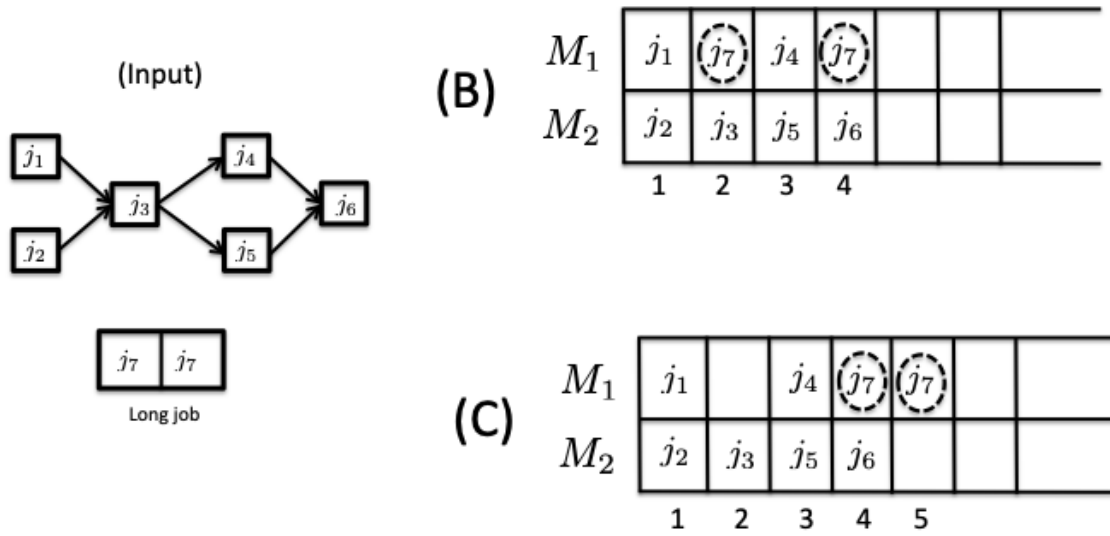 (Input)
j₁ j₄
j₃ j₆
j₂ j₅
j₇ j₇
Long job
(B)
M₁ j₁ j₇ j₄ j₇
M₂ j₂ j₃ j₅ j₆
1 2 3 4
(C)
M₁ j₁ j₄ j₇ j₇
M₂ j₂ j₃ j₅ j₆
1 2 3 4 5